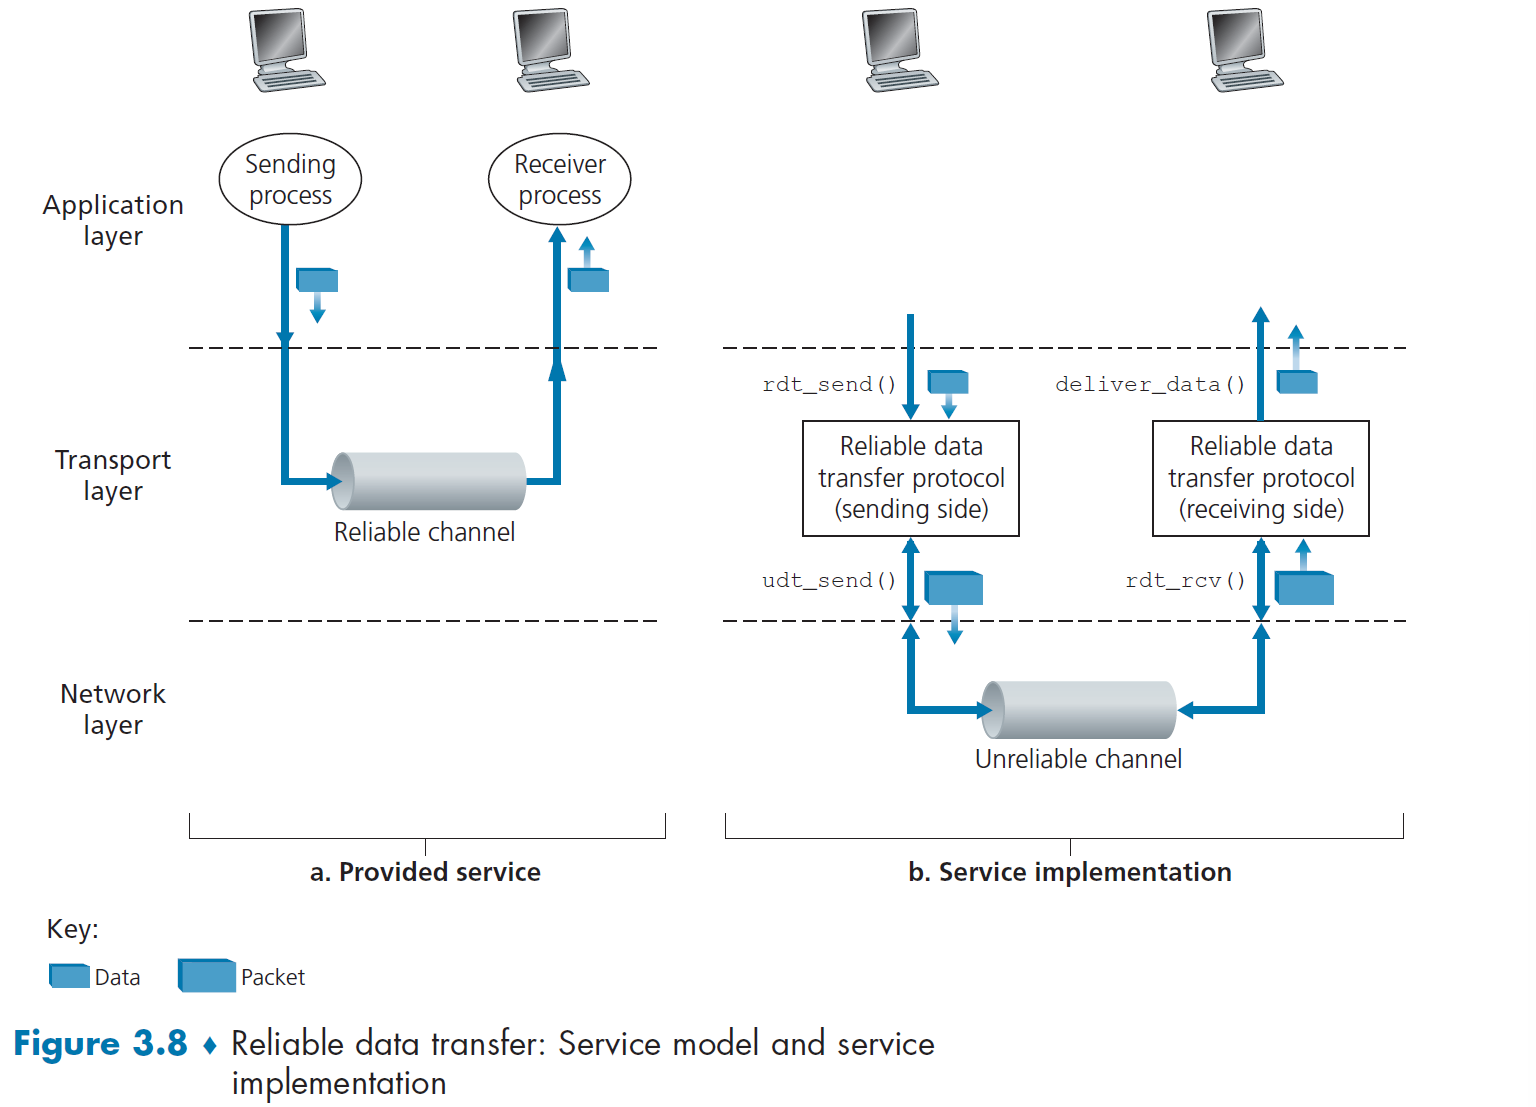 Sending
process
Receiver
process
Application
layer
rdt_send()
deliver_data()
Reliable data
transfer protocol
(sending side)
Reliable data
transfer protocol
(receiving side)
Transport
layer
Reliable channel
udt_send()
rdt_rcv()
Network
layer
Unreliable channel
a. Provided service
b. Service implementation
Key:
Data
Packet
Figure 3.8 ♦ Reliable data transfer: Service model and service
implementation